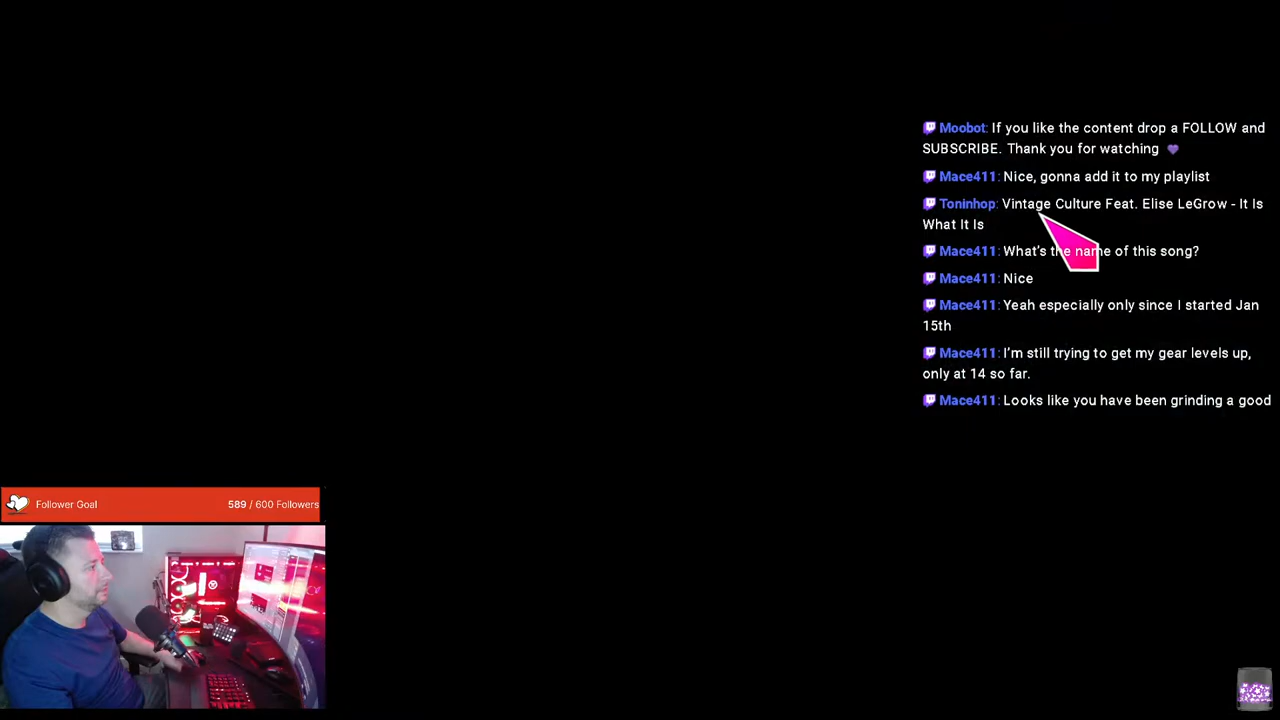 Moobot: If you like the content drop a FOLLOW and
SUBSCRIBE. Thank you for watching 💜
Mace411: Nice, gonna add it to my playlist
Toninhop: Vintage Culture Feat. Elise LeGrow - It Is
What It Is
Mace411: What's the name of this song?
Mace411: Nice
Mace411: Yeah especially only since I started Jan
15th
Mace411: I'm still trying to get my gear levels up,
only at 14 so far.
Mace411: Looks like you have been grinding a good
Follower Goal 589 / 600 Followers